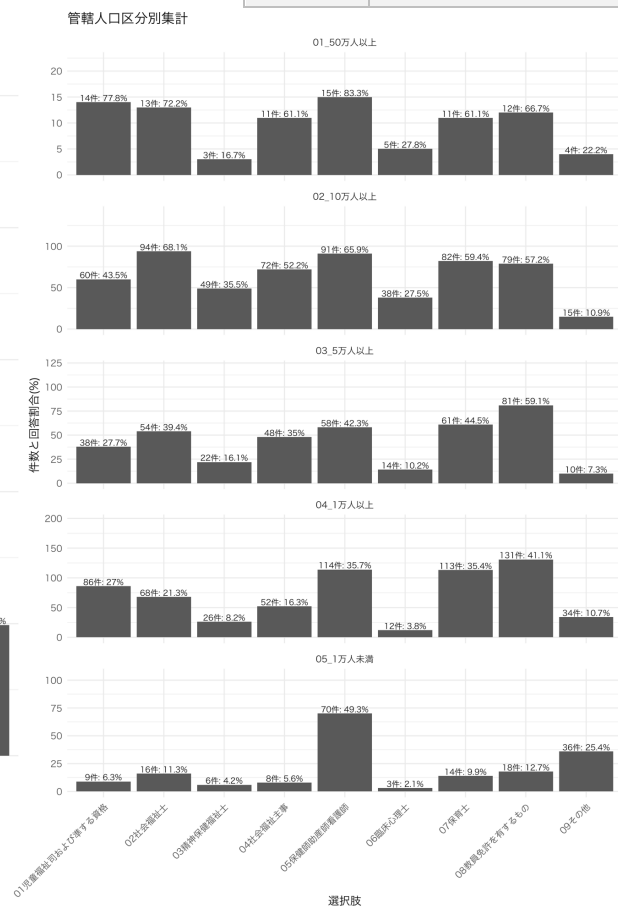 管轄人口区分別集計
01_50万人以上
20
15
10
5
0
14件: 77.8%
13件: 72.2%
3件: 16.7%
11件: 61.1%
15件: 83.3%
5件: 27.8%
11件: 61.1%
12件: 66.7%
4件: 22.2%
02_10万人以上
100
50
0
60件: 43.5%
94件: 68.1%
49件: 35.5%
72件: 52.2%
91件: 65.9%
38件: 27.5%
82件: 59.4%
79件: 57.2%
15件: 10.9%
03_5万人以上
125
100
75
50
25
0
38件: 27.7%
54件: 39.4%
22件: 16.1%
48件: 35%
58件: 42.3%
14件: 10.2%
61件: 44.5%
81件: 59.1%
10件: 7.3%
件数と回答割合(%)
04_1万人以上
200
150
100
50
0
86件: 27%
68件: 21.3%
26件: 8.2%
52件: 16.3%
114件: 35.7%
12件: 3.8%
113件: 35.4%
131件: 41.1%
34件: 10.7%
%
05_1万人未満
100
75
50
25
0
9件: 6.3%
16件: 11.3%
6件: 4.2%
8件: 5.6%
70件: 49.3%
3件: 2.1%
14件: 9.9%
18件: 12.7%
36件: 25.4%
01児童福祉司および準する資格
02社会福祉士
03精神保健福祉士
04社会福祉主事
05保健師助産師看護師
06臨床心理士
07保育士
08教員免許を有するもの
09その他
選択肢